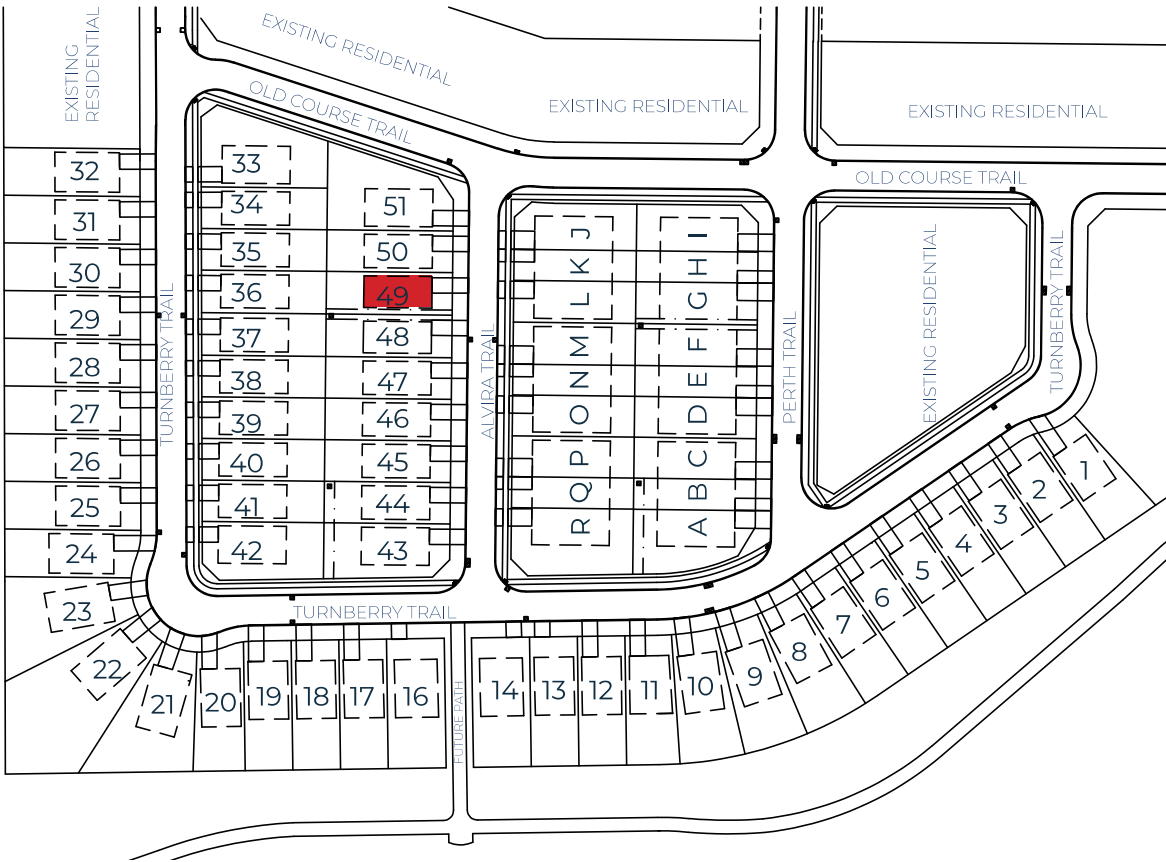 EXISTING
RESIDENTIAL
EXISTING RESIDENTIAL
EXISTING RESIDENTIAL
EXISTING RESIDENTIAL
OLD COURSE TRAIL
OLD COURSE TRAIL
32
31
30
29
28
27
26
25
24
23
22
21
20
19
18
17
16
TURNBERRY TRAIL
33
34
35
36
37
38
39
40
41
42
51
50
49
48
47
46
45
44
43
ALVIRA TRAIL
J
K
L
M
N
O
P
Q
R
I
H
G
F
E
D
C
B
A
PERTH TRAIL
EXISTING RESIDENTIAL
TURNBERRY TRAIL
TURNBERRY TRAIL
FUTURE PATH
14
13
12
11
10
9
8
7
6
5
4
3
2
1